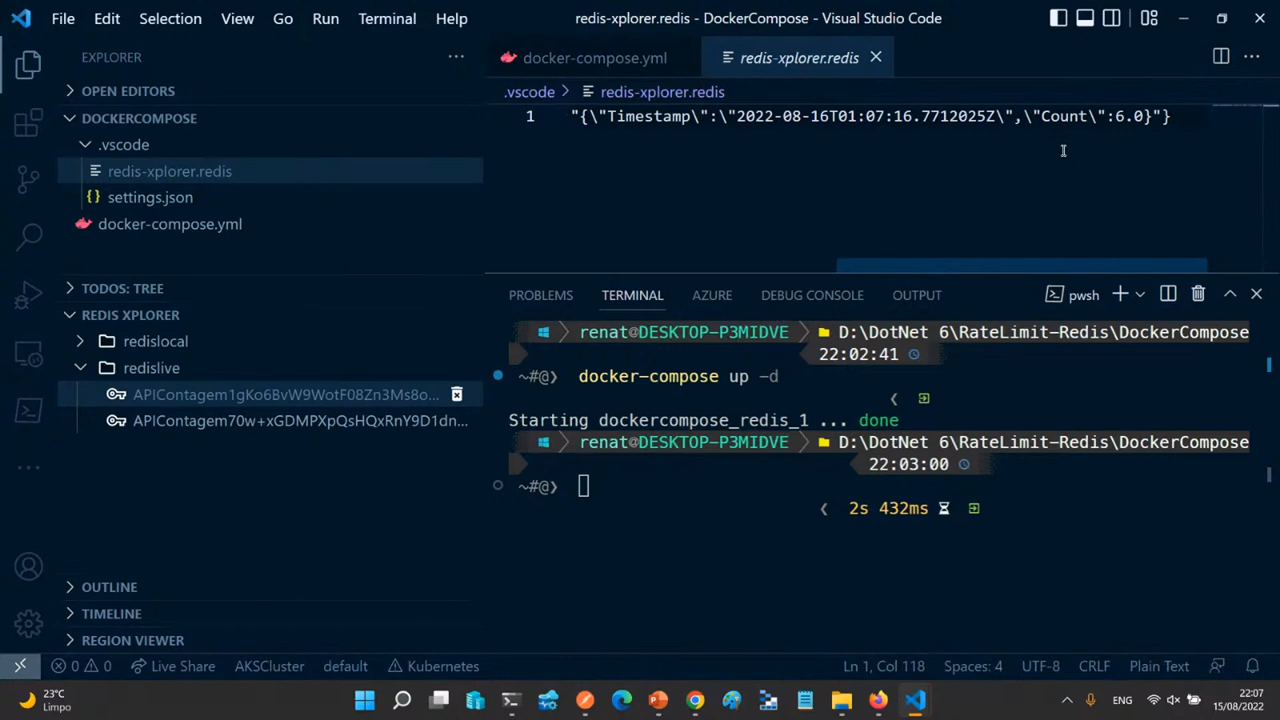 File Edit Selection View Go Run Terminal Help redis-xplorer.redis - DockerCompose - Visual Studio Code
EXPLORER
OPEN EDITORS
DOCKERCOMPOSE
.vscode
redis-xplorer.redis
{} settings.json
docker-compose.yml
TODOS: TREE
REDIS XPLORER
redislocal
redislive
APIContagem1gKo6BvW9WotF08Zn3Ms8o...
APIContagem70w+xGDMPXpQsHQxRnY9D1dn...
OUTLINE
TIMELINE
REGION VIEWER
docker-compose.yml redis-xplorer.redis
.vscode > redis-xplorer.redis
1 "{\"Timestamp\":\"2022-08-16T01:07:16.7712025Z\",\"Count\":6.0}"}
PROBLEMS TERMINAL AZURE DEBUG CONSOLE OUTPUT pwsh
renat@DESKTOP-P3MIDVE D:\DotNet 6\RateLimit-Redis\DockerCompose
22:02:41
~#@❯ docker-compose up -d
Starting dockercompose_redis_1 ... done
renat@DESKTOP-P3MIDVE D:\DotNet 6\RateLimit-Redis\DockerCompose
22:03:00
~#@❯
2s 432ms
0 0 Live Share AKSCluster default Kubernetes Ln 1, Col 118 Spaces: 4 UTF-8 CRLF Plain Text
23°C
Limpo
ENG
22:07
15/08/2022